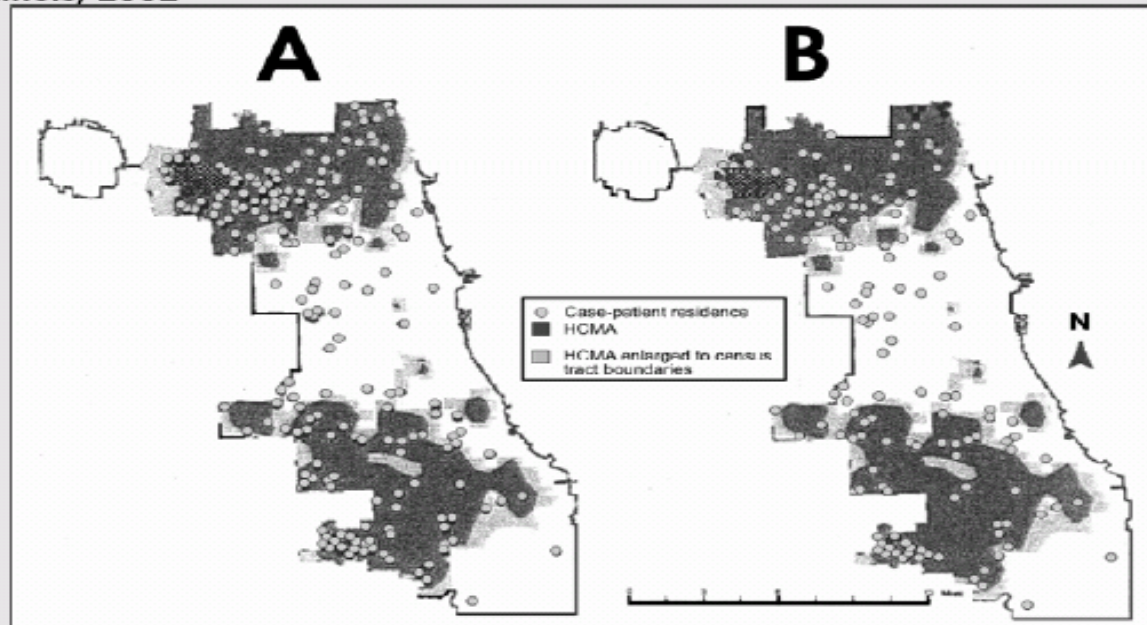 A
B
Case-patient residence
HCMA
HCMA enlarged to census
tract boundaries
N